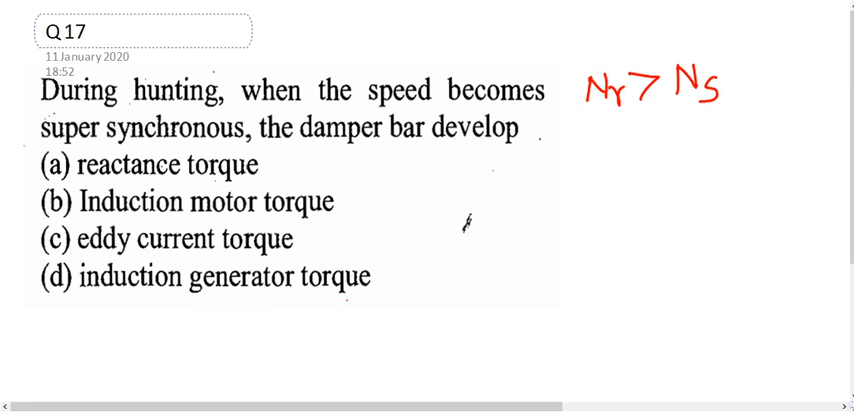 Q 17
11 January 2020
18:52
During hunting, when the speed becomes
super synchronous, the damper bar develop
(a) reactance torque
(b) Induction motor torque
(c) eddy current torque
(d) induction generator torque
Nr > Ns